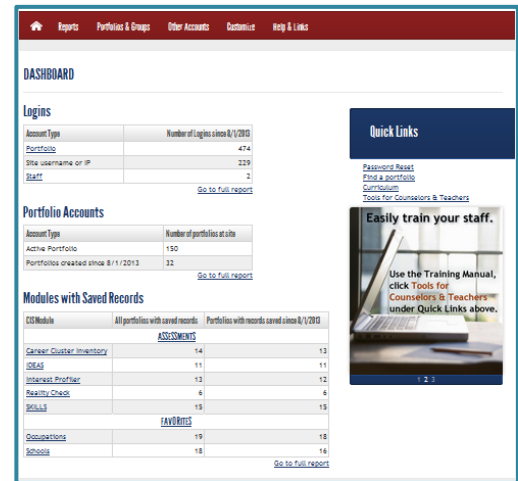 Reports Portfolios & Groups Other Accounts Customize Help & Links
DASHBOARD
Logins
Account Type Number of Logins since 8/1/2013
Portfolio 474
Site username or IP 229
Staff 2
Go to full report
Portfolio Accounts
Account Type Number of portfolios at site
Active Portfolio 150
Portfolios created since 8/1/2013 32
Go to full report
Modules with Saved Records
CIS Module All portfolios with saved records Portfolios with records saved since 8/1/2013
ASSESSMENTS
Career Cluster Inventory 14 13
IDEAS 11 11
Interest Profiler 13 12
Reality Check 6 6
SKILLS 15 15
FAVORITES
Occupations 19 18
Schools 18 16
Go to full report
Quick Links
Password Reset
Find a portfolio
Curriculum
Tools for Counselors & Teachers
Easily train your staff.
Use the Training Manual,
click Tools for
Counselors & Teachers
under Quick Links above.
1 2 3